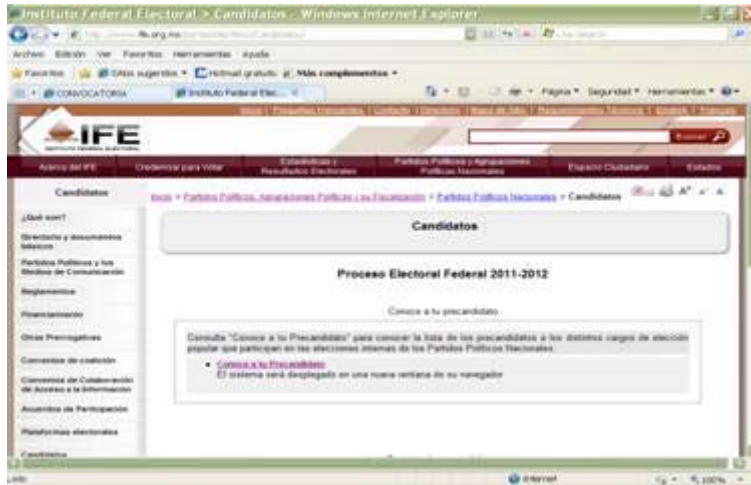 Instituto Federal Electoral > Candidatos - Windows Internet Explorer
Archivo Edición Ver Favoritos Herramientas Ayuda
Favoritos Sitios sugeridos Hotmail gratuito Más complementos
CONVOCATORIA Instituto Federal Elec...
Página Seguridad Herramientas
IFE
INSTITUTO FEDERAL ELECTORAL
Buscar
Acerca del IFE
Credencial para Votar
Estadísticas y Resultados Electorales
Partidos Políticos y Agrupaciones Políticas Nacionales
Espacio Ciudadano
Estados
Candidatos
Inicio > Partidos Políticos, Agrupaciones Políticas y su Fiscalización > Partidos Políticos Nacionales > Candidatos
¿Qué son?
Directorio y documentos básicos
Partidos Políticos y los Medios de Comunicación
Reglamentos
Financiamiento
Otras Prerrogativas
Convenios de coalición
Convenios de Colaboración de Acceso a la Información
Acuerdos de Participación
Plataformas electorales
Candidatos
Candidatos
Proceso Electoral Federal 2011-2012
Conoce a tu precandidato
Consulta "Conoce a tu Precandidato" para conocer la lista de los precandidatos a los distintos cargos de elección
popular que participan en las elecciones internas de los Partidos Políticos Nacionales.
Conoce a tu Precandidato
El sistema será desplegado en una nueva ventana de su navegador
Listo
Internet
100%